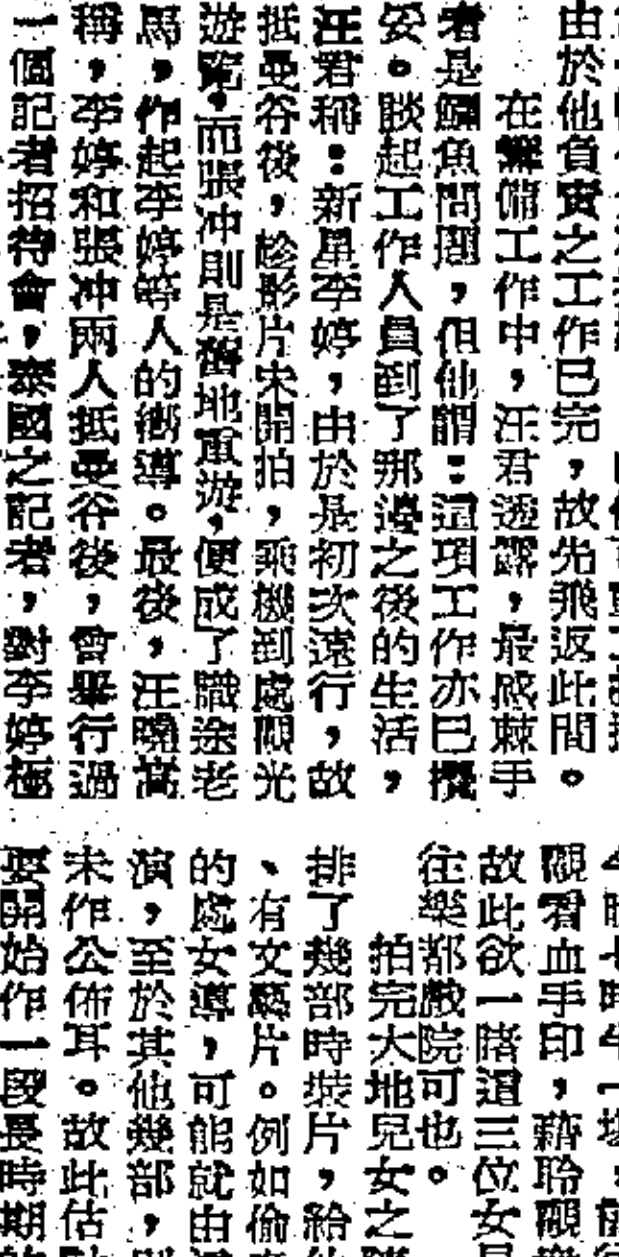 由於他負責之工作已完，故先飛返此間。
在籌備工作中，汪君透露，最感棘手
者是鱷魚問題，但他謂：這項工作亦已攪
妥。談起工作人員到了那邊之後的生活，
汪君稱：新星李婷，由於是初次遠行，故
抵曼谷後，趁影片未開拍，乘機到處觀光
遊覽，而張冲則是舊地重游，便成了識途老
馬，作起李婷等人的嚮導。最後，汪曉嵩
稱，李婷和張冲兩人抵曼谷後，曾舉行過
一個記者招待會，泰國之記者，對李婷極
觀看血手印，藉聆觀
故此欲一睹這三位女
往樂都戲院可也。
拍完大地兒女之
排了幾部時裝片，給
、有文藝片。例如偷
的處女導，可能就由
演，至於其他幾部，
未作公佈耳。故此估
要開始作一段長時期